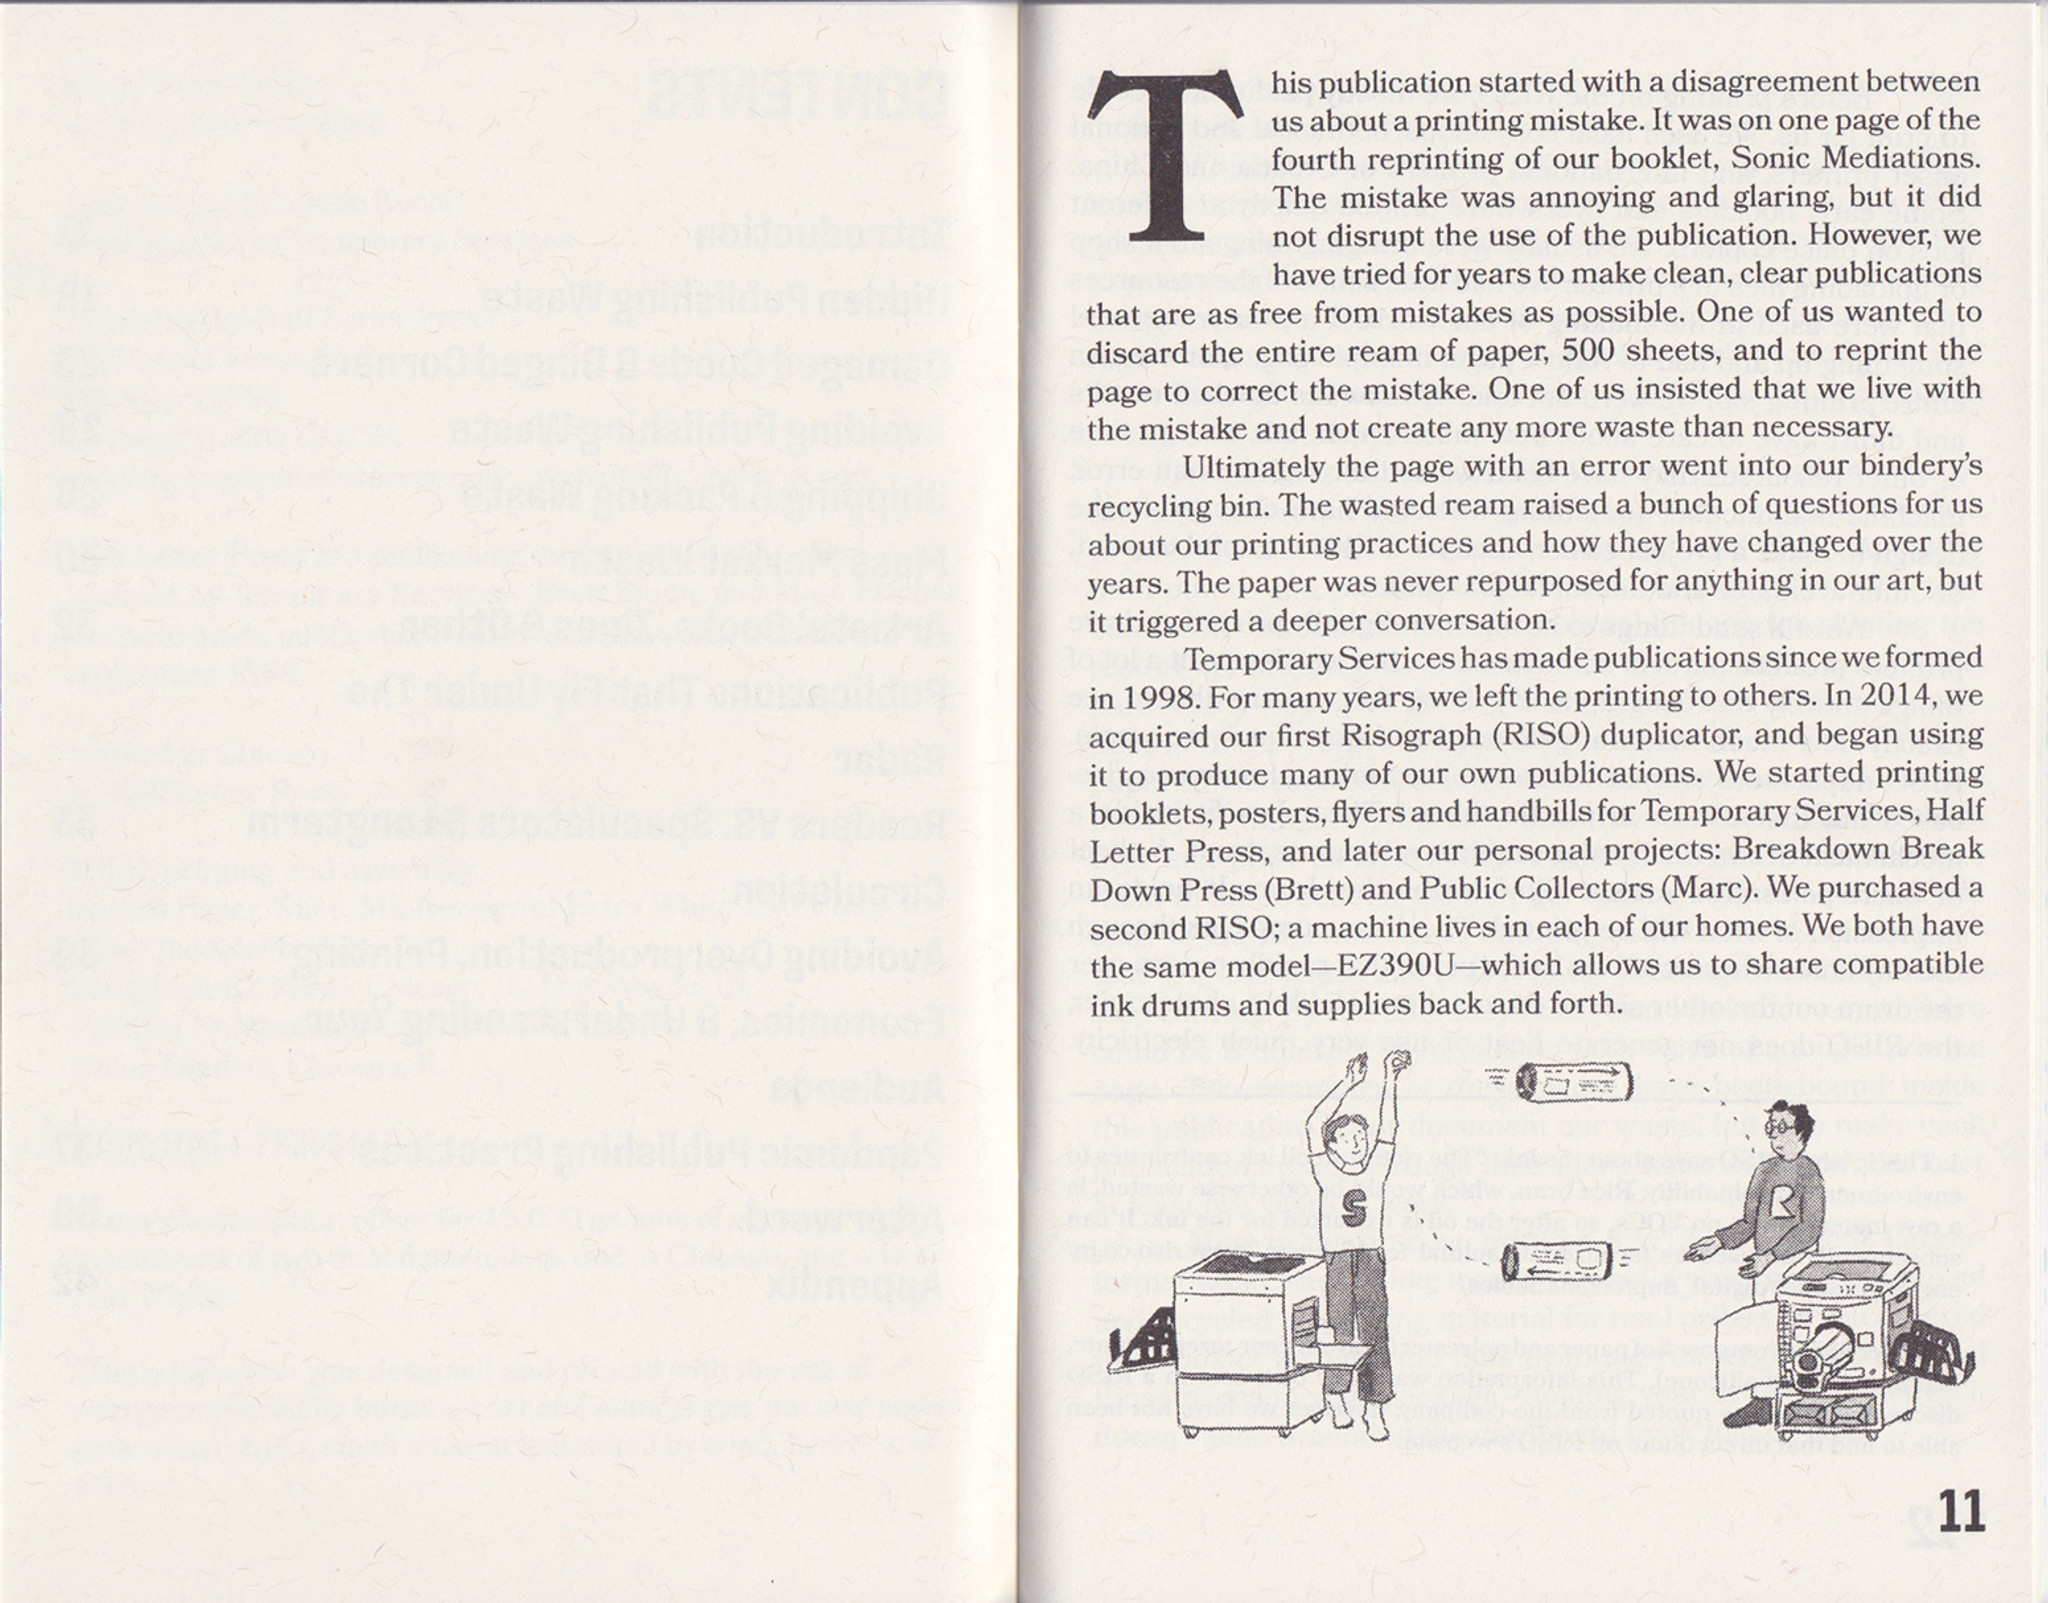 This publication started with a disagreement between
us about a printing mistake. It was on one page of the
fourth reprinting of our booklet, Sonic Mediations.
The mistake was annoying and glaring, but it did
not disrupt the use of the publication. However, we
have tried for years to make clean, clear publications
that are as free from mistakes as possible. One of us wanted to
discard the entire ream of paper, 500 sheets, and to reprint the
page to correct the mistake. One of us insisted that we live with
the mistake and not create any more waste than necessary.
Ultimately the page with an error went into our bindery's
recycling bin. The wasted ream raised a bunch of questions for us
about our printing practices and how they have changed over the
years. The paper was never repurposed for anything in our art, but
it triggered a deeper conversation.
Temporary Services has made publications since we formed
in 1998. For many years, we left the printing to others. In 2014, we
acquired our first Risograph (RISO) duplicator, and began using
it to produce many of our own publications. We started printing
booklets, posters, flyers and handbills for Temporary Services, Half
Letter Press, and later our personal projects: Breakdown Break
Down Press (Brett) and Public Collectors (Marc). We purchased a
second RISO; a machine lives in each of our homes. We both have
the same model—EZ390U—which allows us to share compatible
ink drums and supplies back and forth.
S
R
11